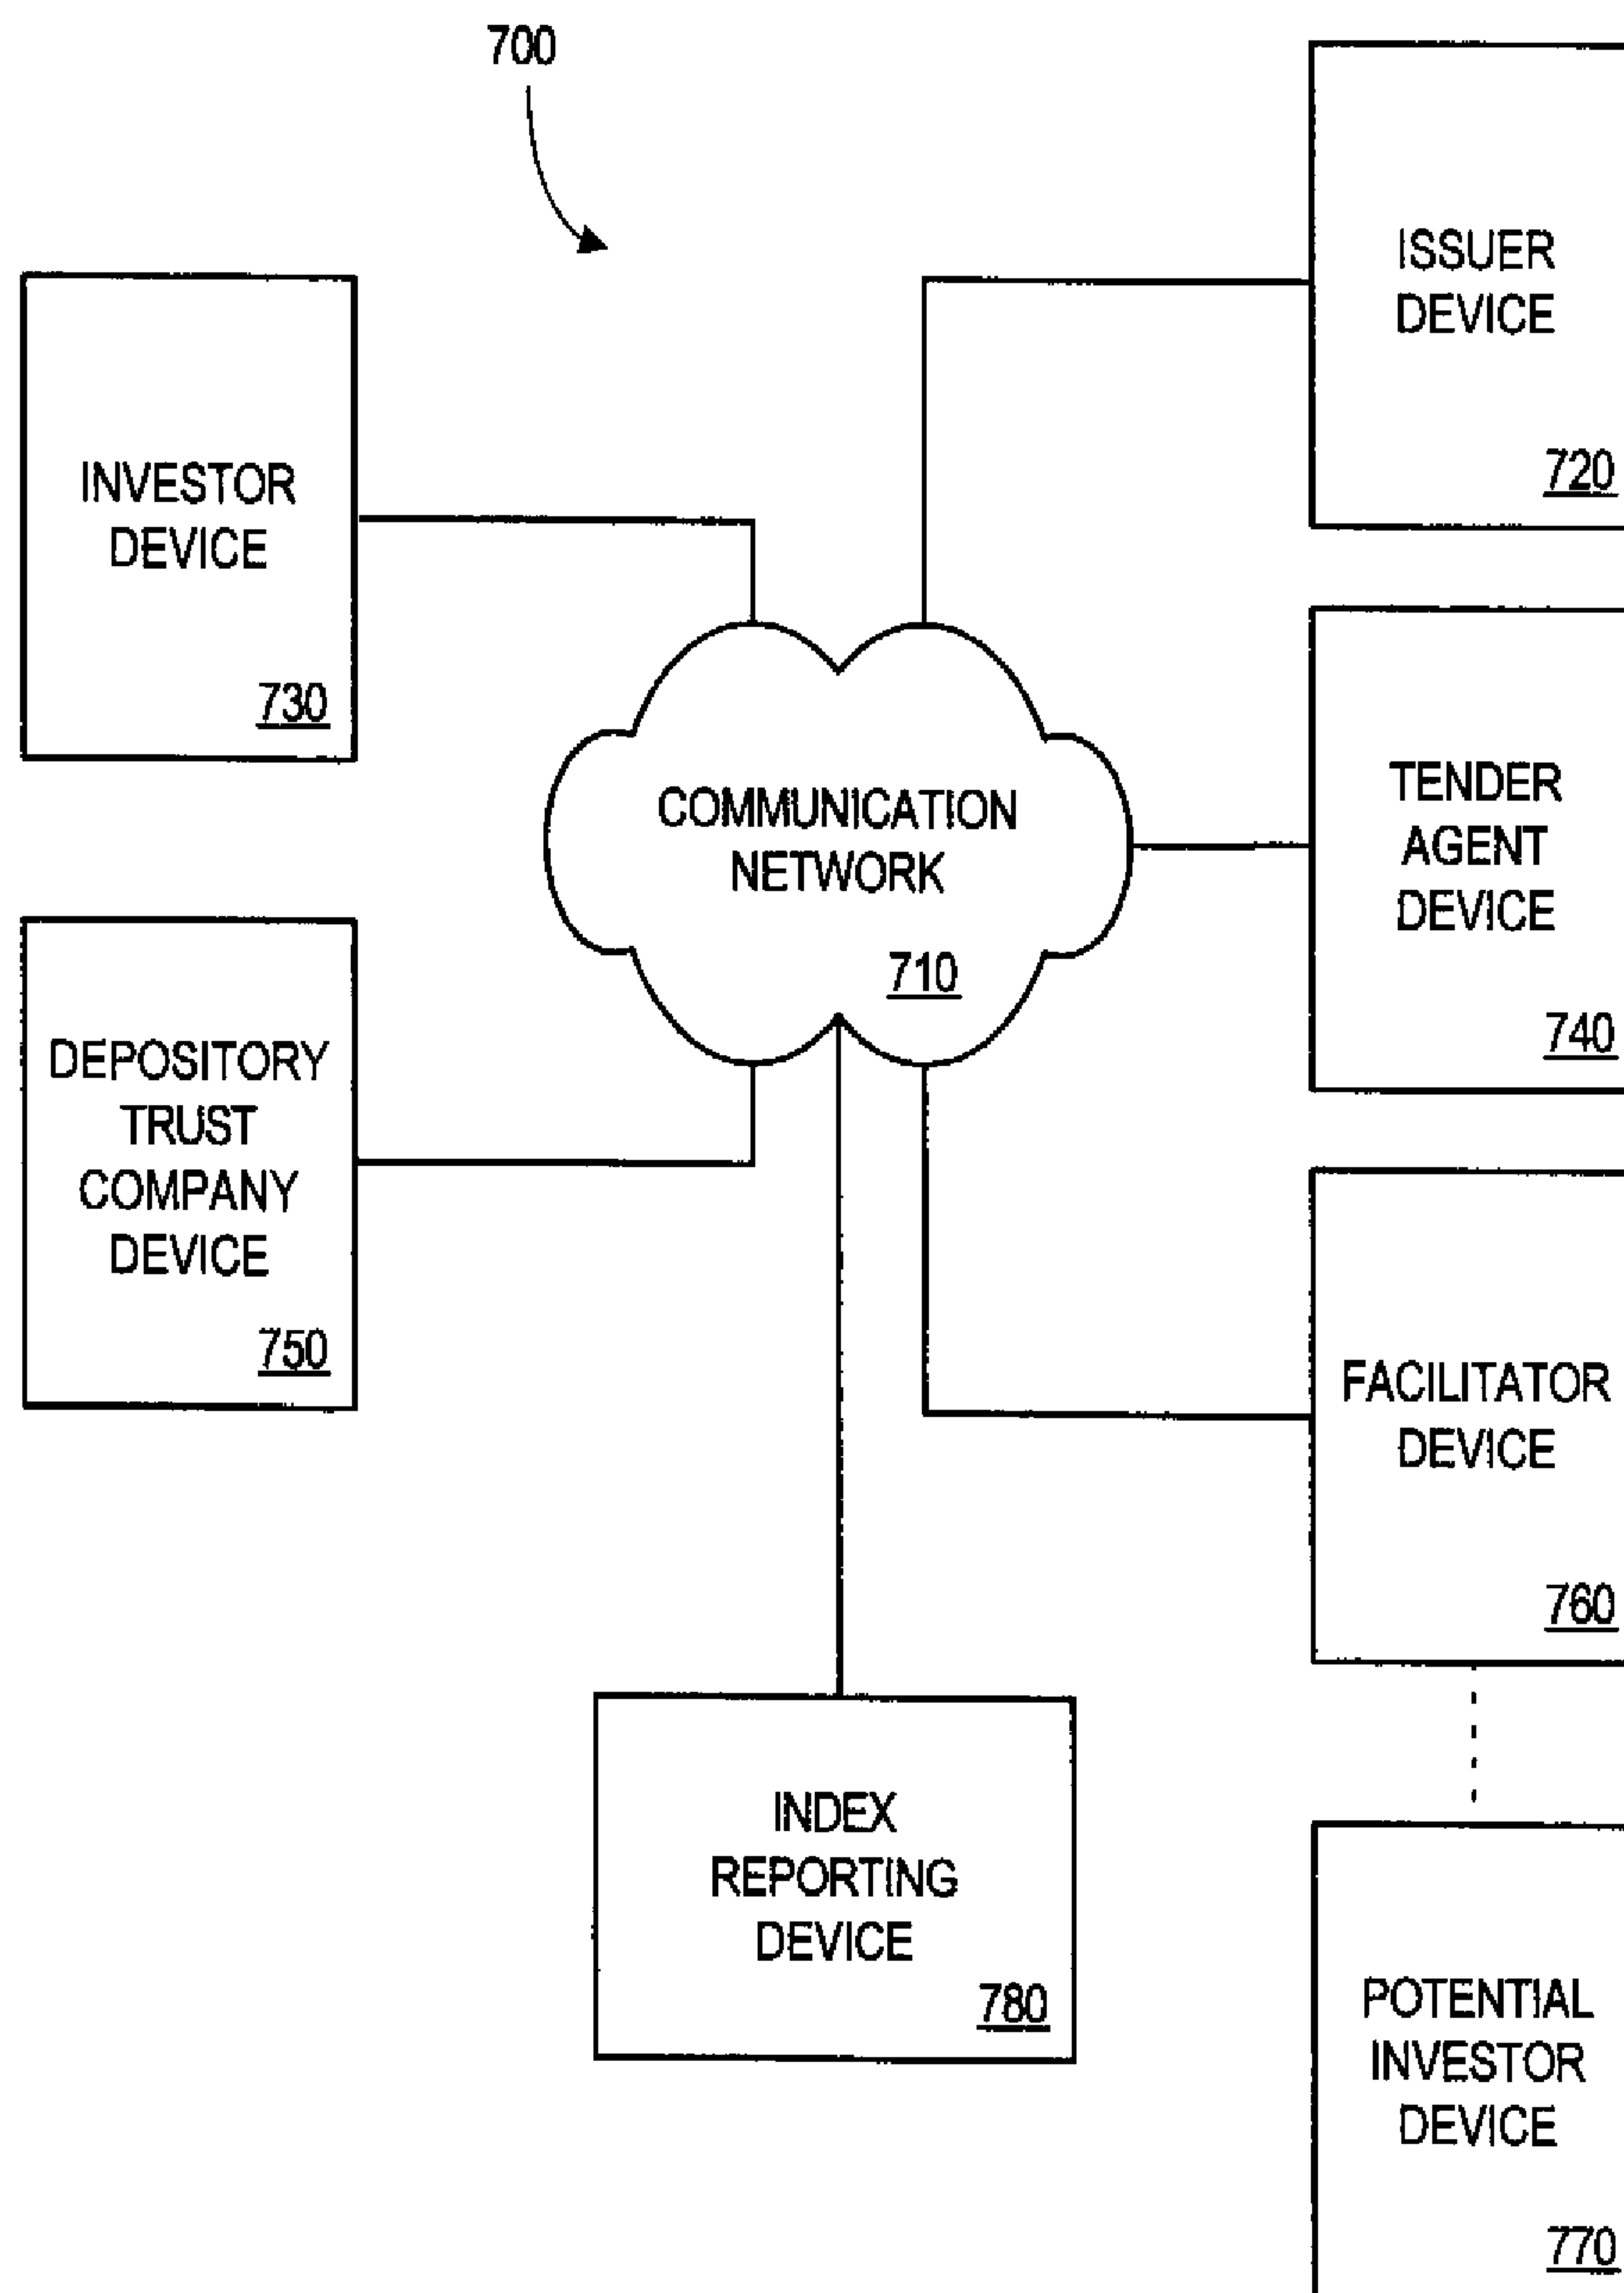 700
ISSUER
DEVICE
720
INVESTOR
DEVICE
730
COMMUNICATION
NETWORK
710
TENDER
AGENT
DEVICE
740
DEPOSITORY
TRUST
COMPANY
DEVICE
750
FACILITATOR
DEVICE
760
INDEX
REPORTING
DEVICE
780
POTENTIAL
INVESTOR
DEVICE
770